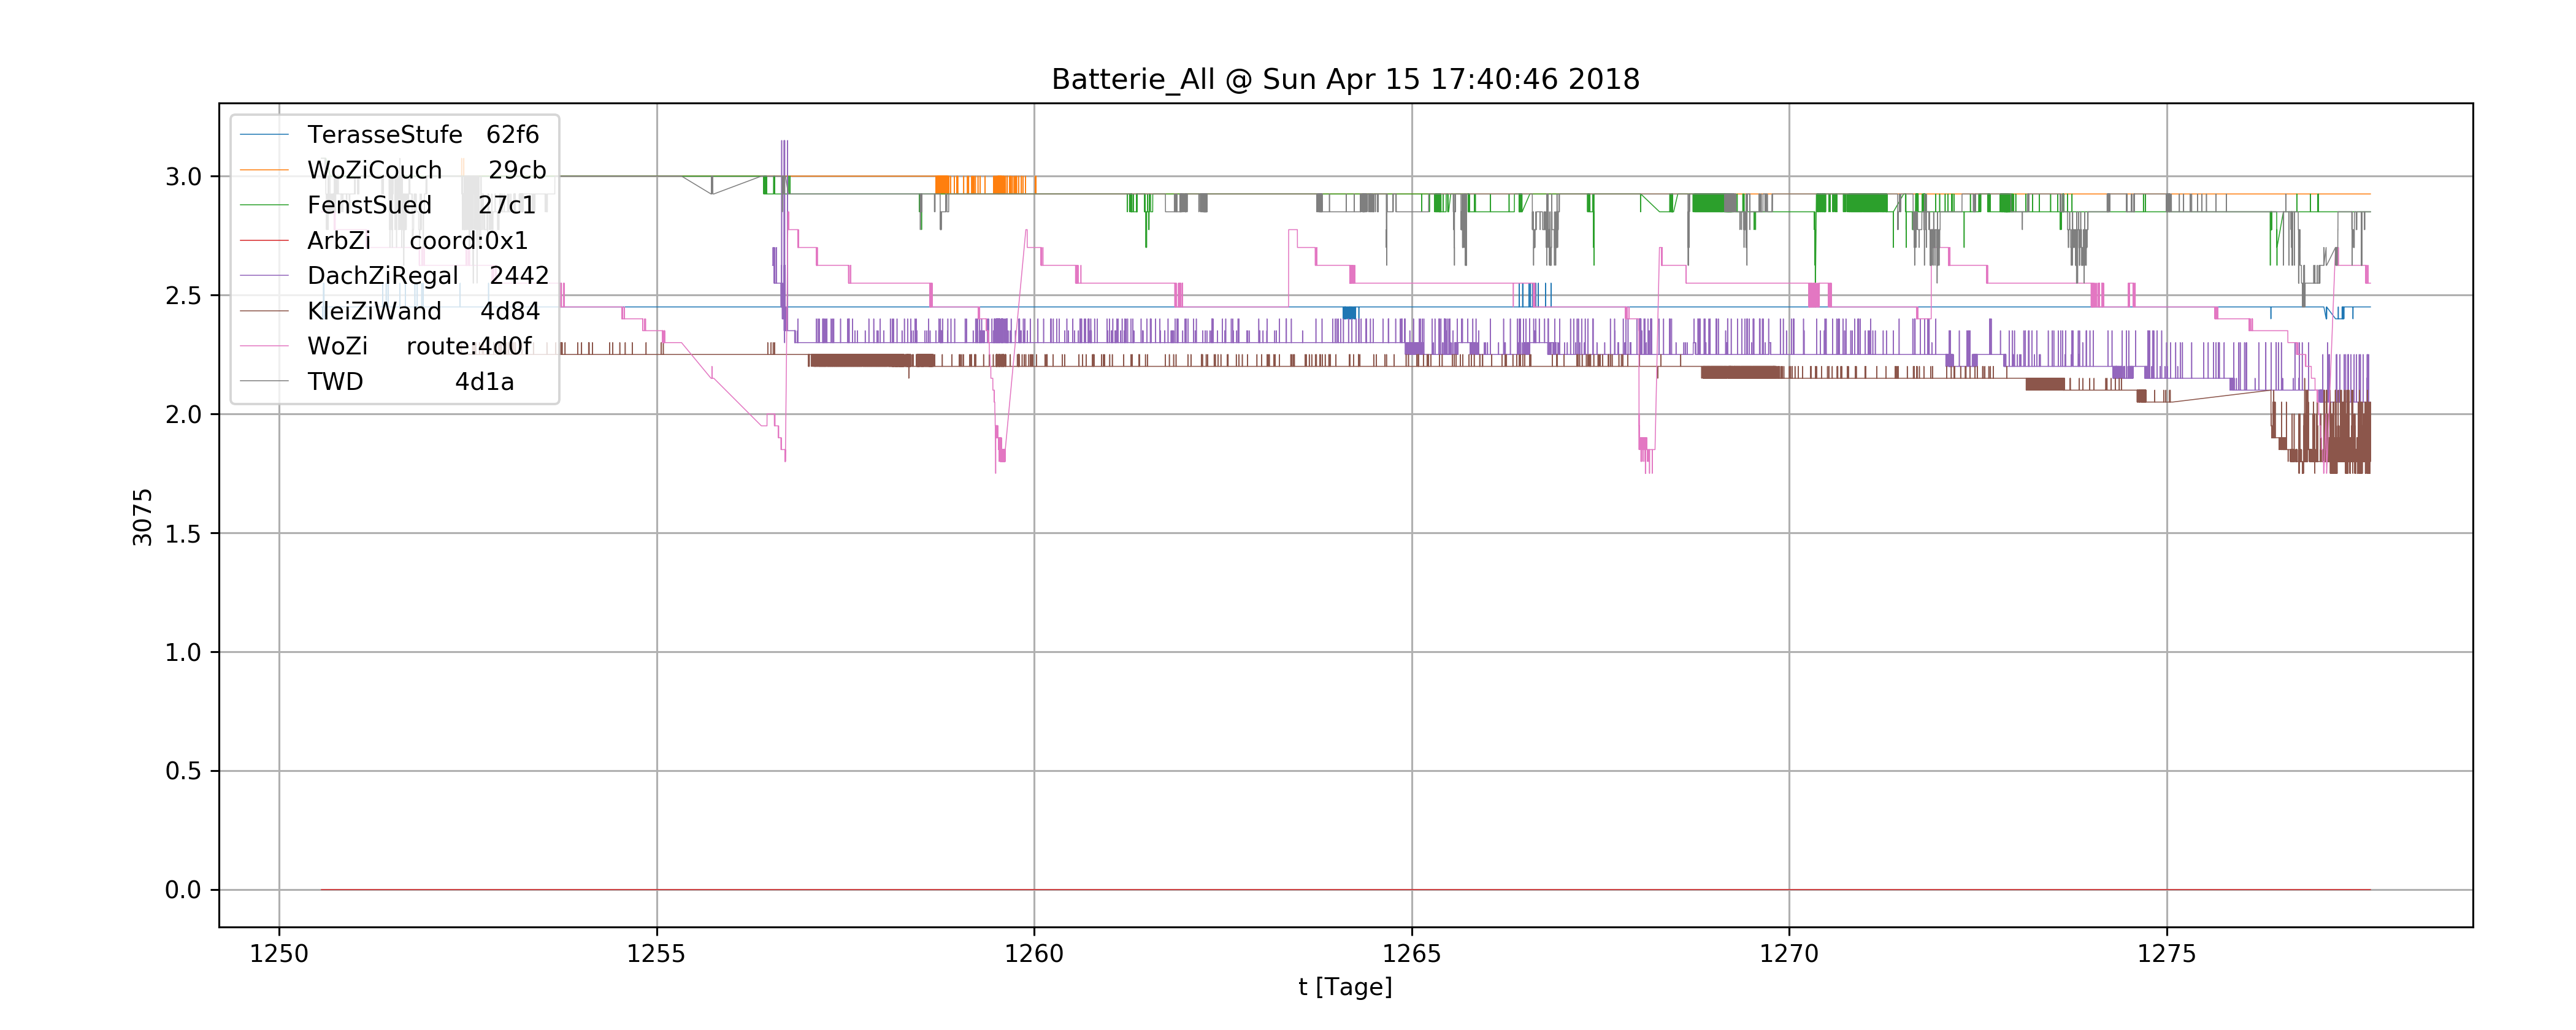 Batterie_All @ Sun Apr 15 17:40:46 2018
TerasseStufe 62f6
WoZiCouch 29cb
FenstSued 27c1
ArbZi coord:0x1
DachZiRegal 2442
KleiZiWand 4d84
WoZi route:4d0f
TWD 4d1a
3.0
2.5
2.0
1.5
1.0
0.5
0.0
3075
1250 1255 1260 1265 1270 1275
t [Tage]